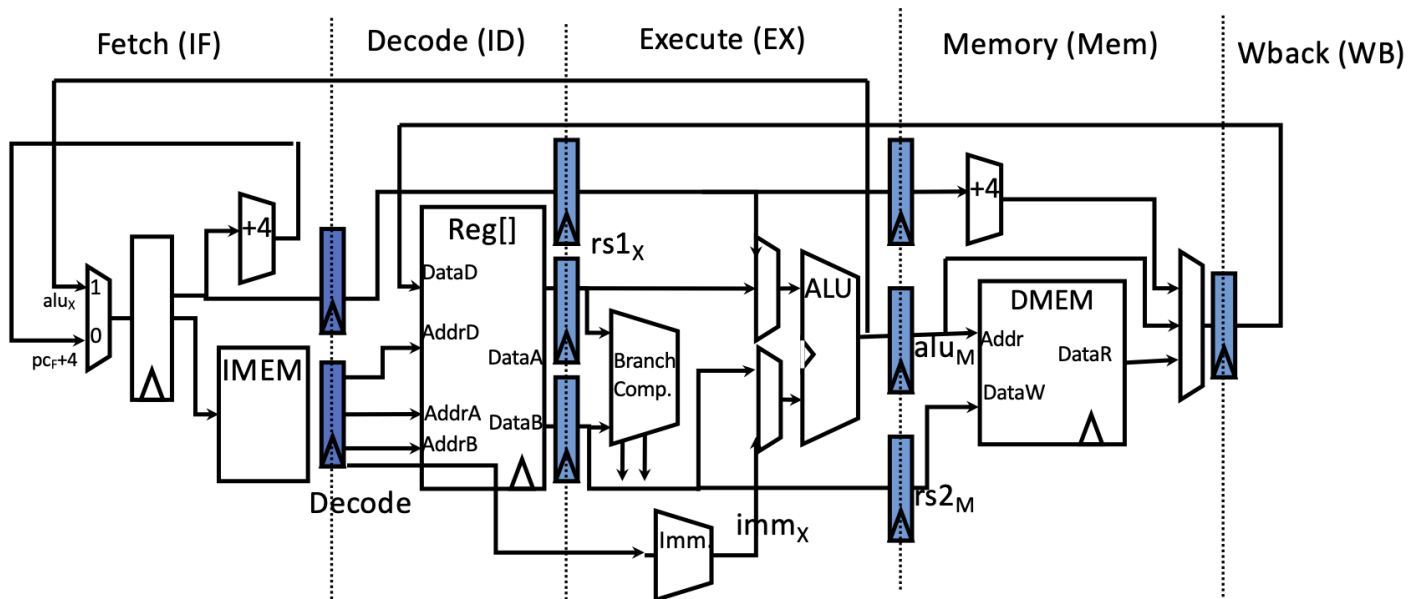 Fetch (IF)
Decode (ID)
Execute (EX)
Memory (Mem)
Wback (WB)
+4
+4
Reg[]
rs1X
DataD
ALU
DMEM
1
aluX
AddrD
0
pcF+4
IMEM
DataA
Branch
Comp.
aluM
Addr
DataR
DataW
AddrA
DataB
AddrB
Decode
rs2M
immX
Imm.